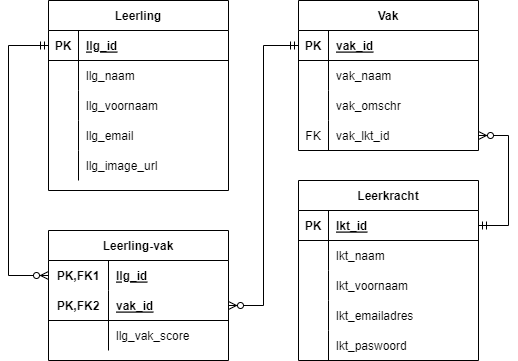 Leerling
PK llg_id
llg_naam
llg_voornaam
llg_email
llg_image_url
Vak
PK vak_id
vak_naam
vak_omschr
FK vak_lkt_id
Leerling-vak
PK,FK1 llg_id
PK,FK2 vak_id
llg_vak_score
Leerkracht
PK lkt_id
lkt_naam
lkt_voornaam
lkt_emailadres
lkt_paswoord